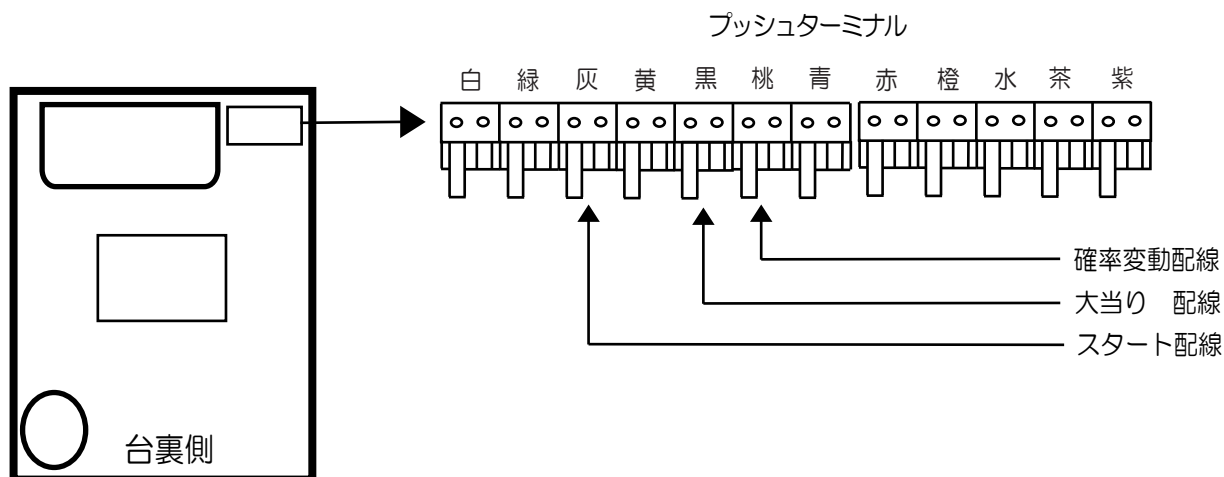 プッシュターミナル
白 緑 灰 黄 黒 桃 青 赤 橙 水 茶 紫
確率変動配線
大当り　配線
スタート配線
台裏側